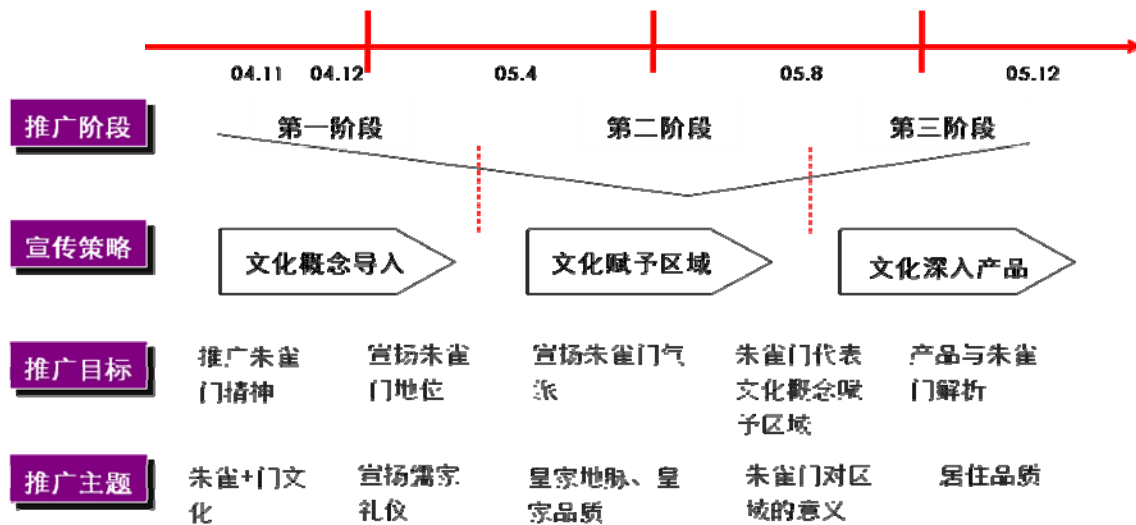 04.11 04.12 05.4 05.8 05.12
推广阶段 第一阶段 第二阶段 第三阶段
宣传策略 文化概念导入 文化赋予区域 文化深入产品
推广目标
推广朱雀
门精神
宣扬朱雀
门地位
宣扬朱雀门气
派
朱雀门代表
文化概念赋
予区域
产品与朱雀
门解析
推广主题
朱雀+门文
化
宣扬儒家
礼仪
皇家地脉、皇
家品质
朱雀门对区
域的意义
居住品质